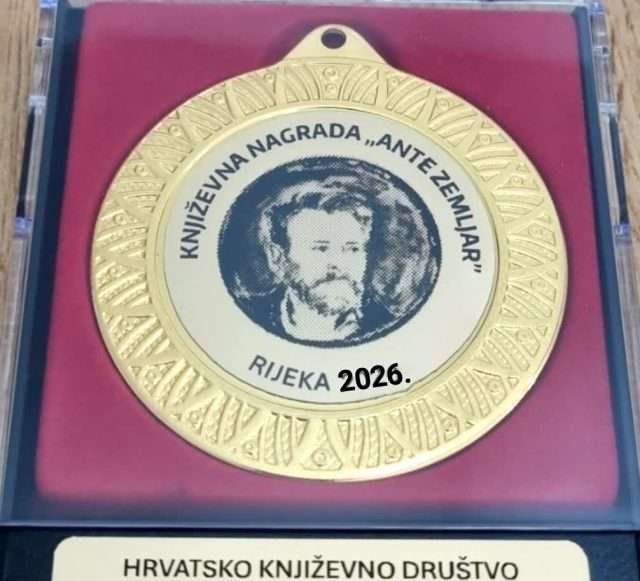 KNJIŽEVNA NAGRADA „ANTE ZEMLJAR”
RIJEKA 2026.
HRVATSKO KNJIŽEVNO DRUŠTVO